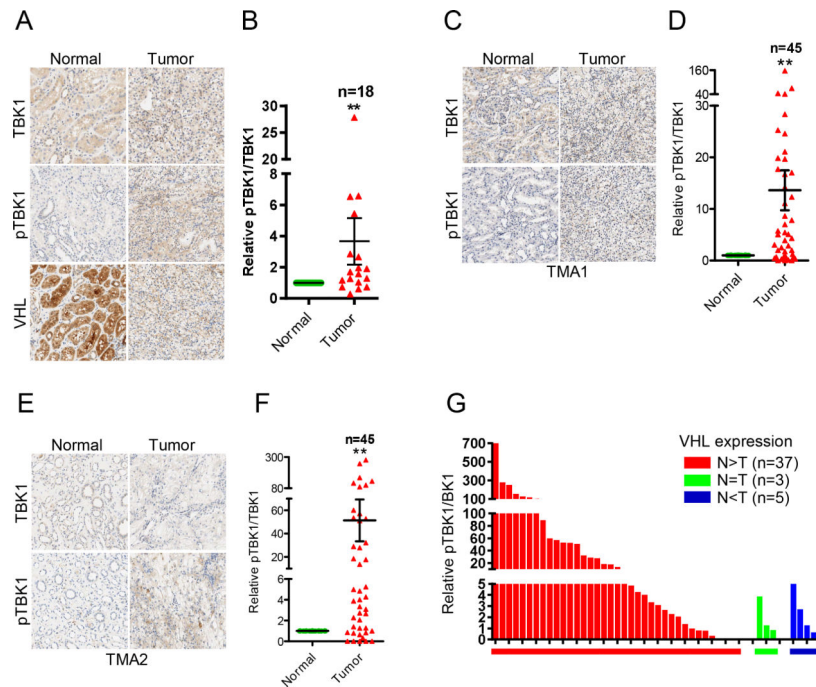 A
Normal
Tumor
TBK1
pTBK1
VHL
B
n=18
**
Relative pTBK1/TBK1
30
25
20
8
6
4
2
0
Normal
Tumor
C
Normal
Tumor
TBK1
pTBK1
TMA1
D
n=45
**
Relative pTBK1/TBK1
160
40
30
20
10
0
Normal
Tumor
E
Normal
Tumor
TBK1
pTBK1
TMA2
F
n=45
**
Relative pTBK1/TBK1
300
80
100
80
60
40
20
6
4
2
0
Normal
Tumor
G
VHL expression
N>T (n=37)
N=T (n=3)
N<T (n=5)
Relative pTBK1/BK1
700
500
300
100
100
80
60
40
20
5
4
3
2
1
0